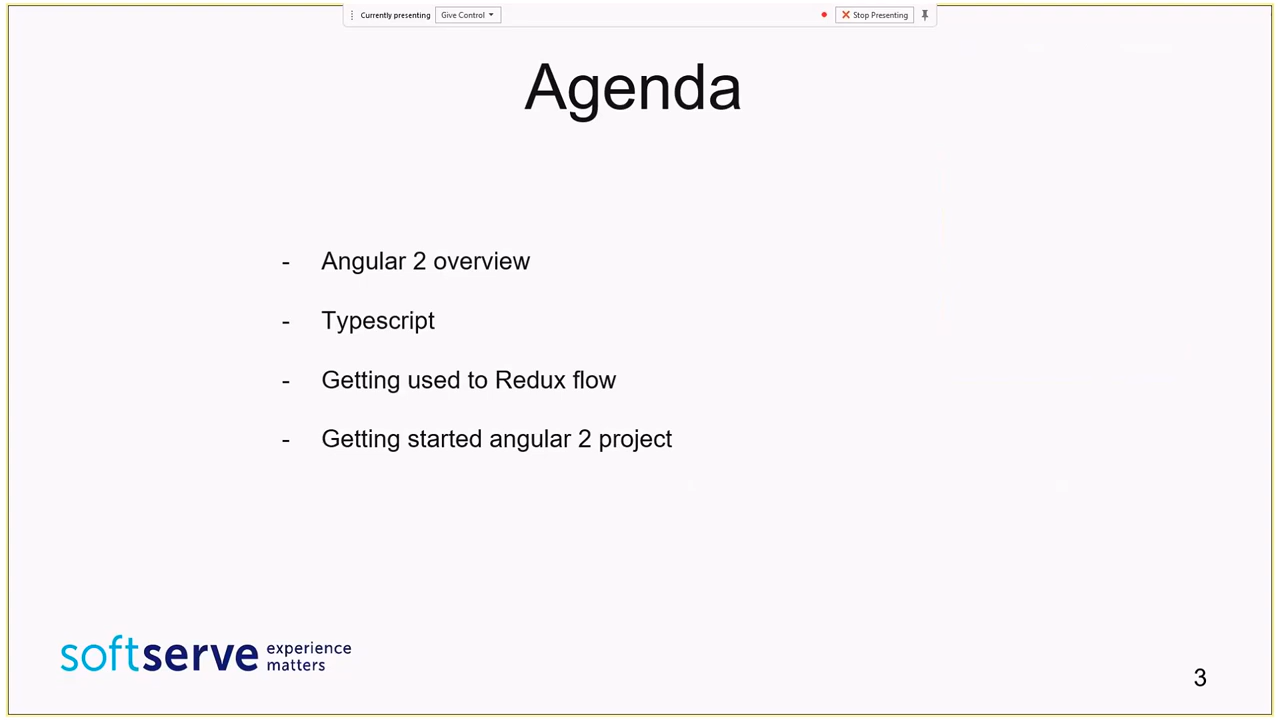 Currently presenting Give Control Stop Presenting
Agenda
- Angular 2 overview
- Typescript
- Getting used to Redux flow
- Getting started angular 2 project
softserve experience
matters
3